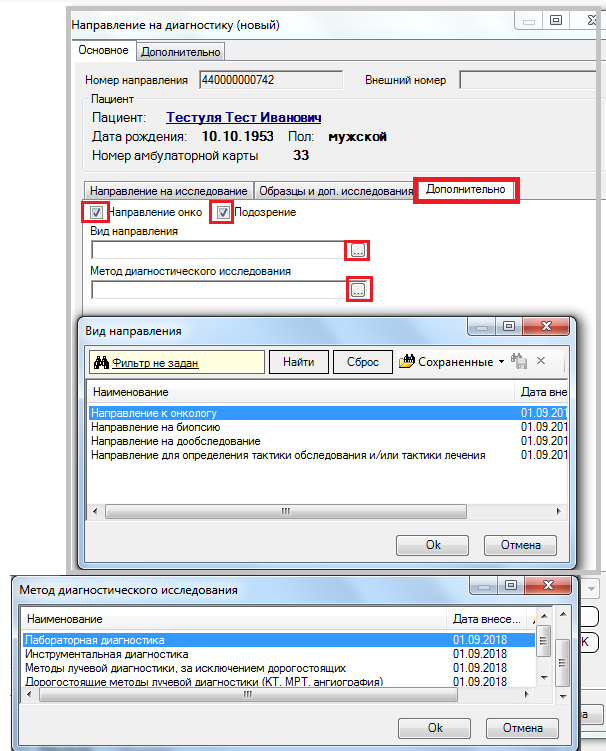 Направление на диагностику (новый)
Основное Дополнительно
Номер направления 440000000742 Внешний номер
Пациент
Пациент: Тестуля Тест Иванович
Дата рождения: 10.10.1953 Пол: мужской
Номер амбулаторной карты 33
Направление на исследование Образцы и доп. исследования Дополнительно
Направление онко Подозрение
Вид направления
...
Метод диагностического исследования
...
Вид направления
Фильтр не задан Найти Сброс Сохраненные
Наименование Дата вне
Направление к онкологу 01.09.201
Направление на биопсию 01.09.201
Направление на дообследование 01.09.201
Направление для определения тактики обследования и/или тактики лечения 01.09.201
Ok Отмена
Метод диагностического исследования
Наименование Дата внесе...
Лабораторная диагностика 01.09.2018
Инструментальная диагностика 01.09.2018
Методы лучевой диагностики, за исключением дорогостоящих 01.09.2018
Дорогостоящие методы лучевой диагностики (КТ, МРТ, ангиография) 01.09.2018
Ok Отмена